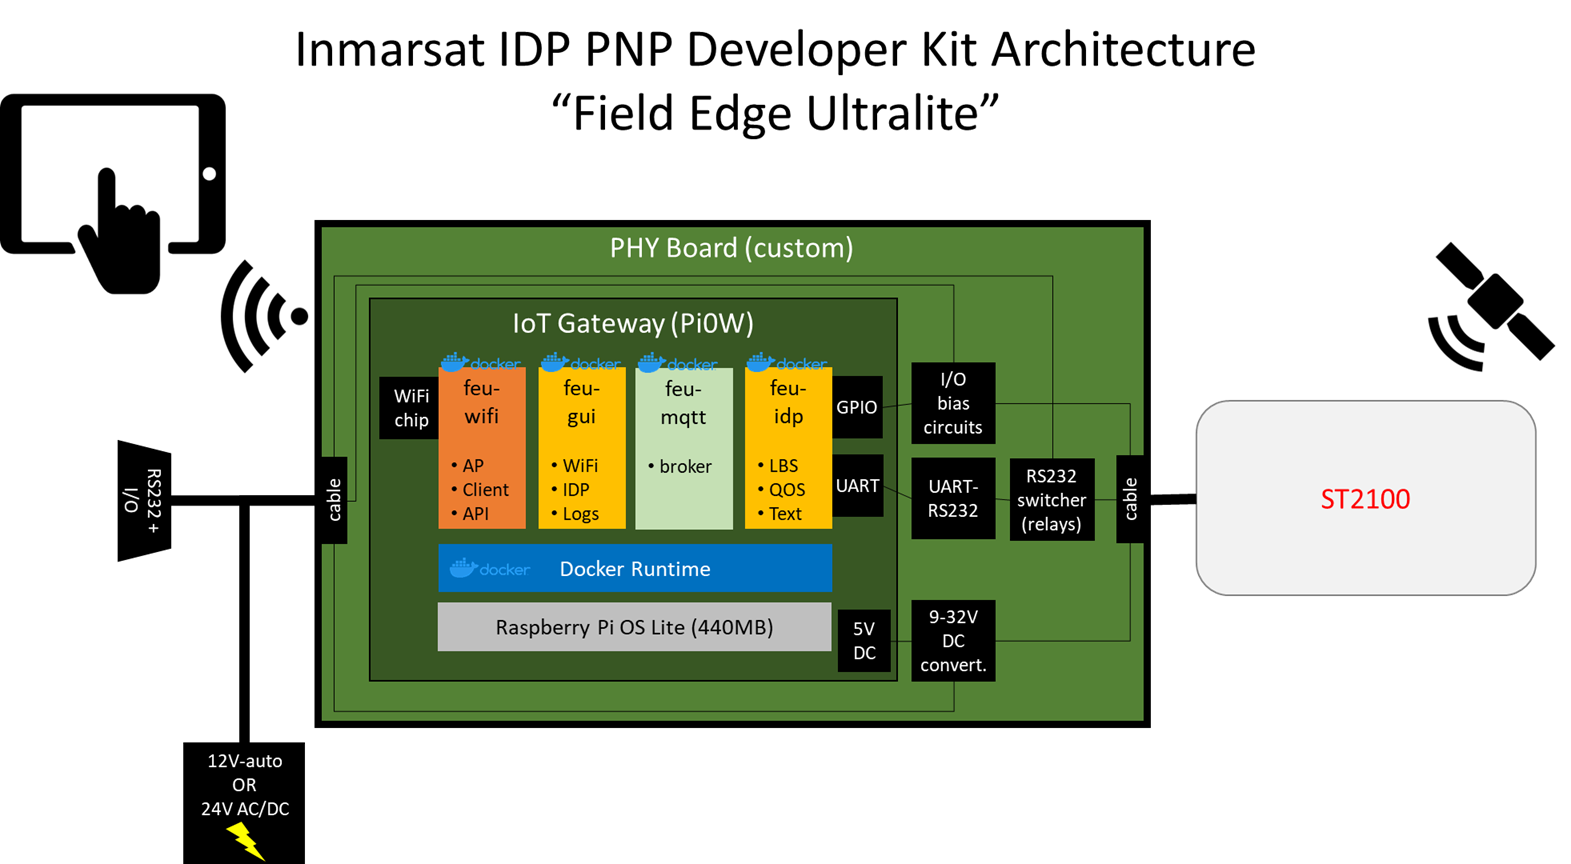 Inmarsat IDP PNP Developer Kit Architecture
“Field Edge Ultralite”
PHY Board (custom)
IoT Gateway (Pi0W)
WiFi
chip
docker
feu-
wifi
• AP
• Client
• API
docker
feu-
gui
• WiFi
• IDP
• Logs
docker
feu-
mqtt
• broker
docker
feu-
idp
• LBS
• QOS
• Text
GPIO
UART
I/O
bias
circuits
UART-
RS232
RS232
switcher
(relays)
cable
cable
RS232 +
I/O
ST2100
docker
Docker Runtime
Raspberry Pi OS Lite (440MB)
5V
DC
9-32V
DC
convert.
12V-auto
OR
24V AC/DC